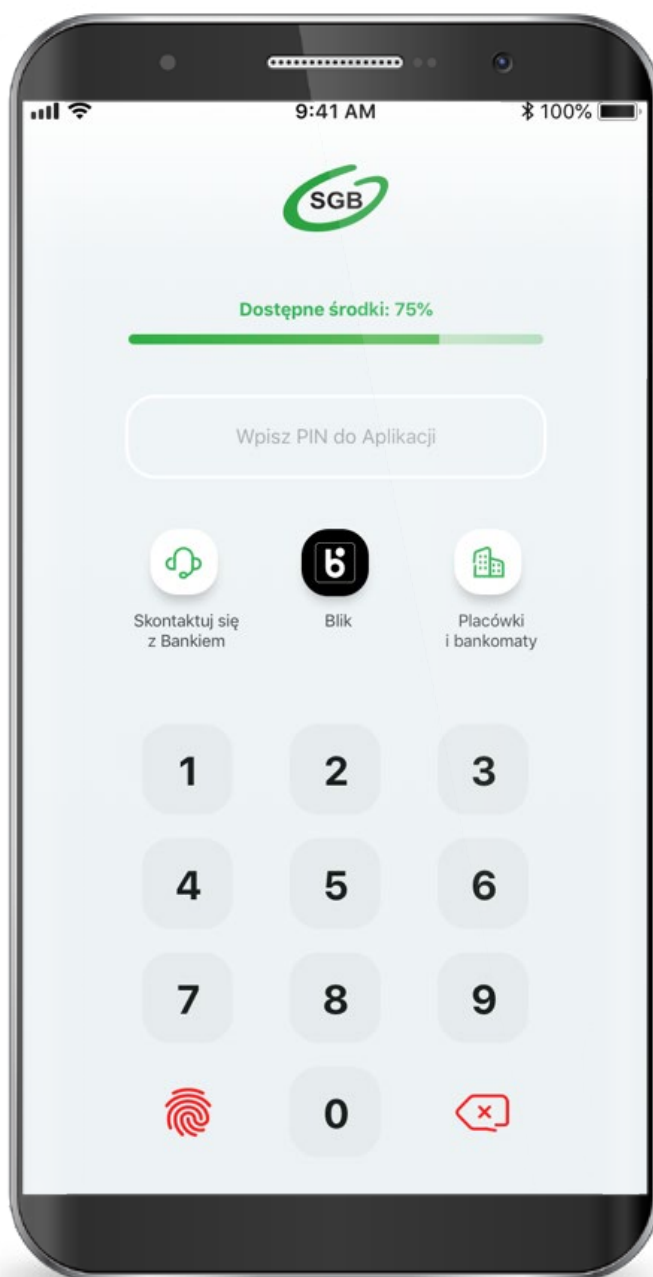 9:41 AM
100%
SGB
Dostępne środki: 75%
Wpisz PIN do Aplikacji
Skontaktuj się
z Bankiem
Blik
Placówki
i bankomaty
1 2 3
4 5 6
7 8 9
0